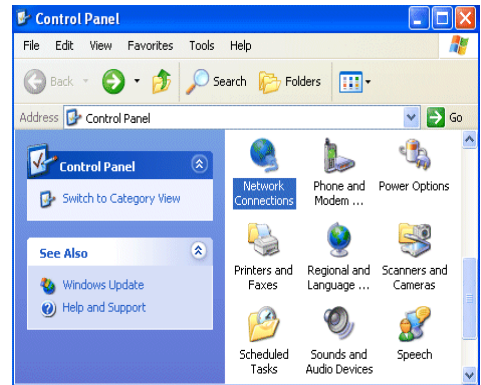 Control Panel
File Edit View Favorites Tools Help
Back Search Folders
Address Control Panel Go
Control Panel
Switch to Category View
See Also
Windows Update
Help and Support
Network Connections
Phone and Modem ...
Power Options
Printers and Faxes
Regional and Language ...
Scanners and Cameras
Scheduled Tasks
Sounds and Audio Devices
Speech